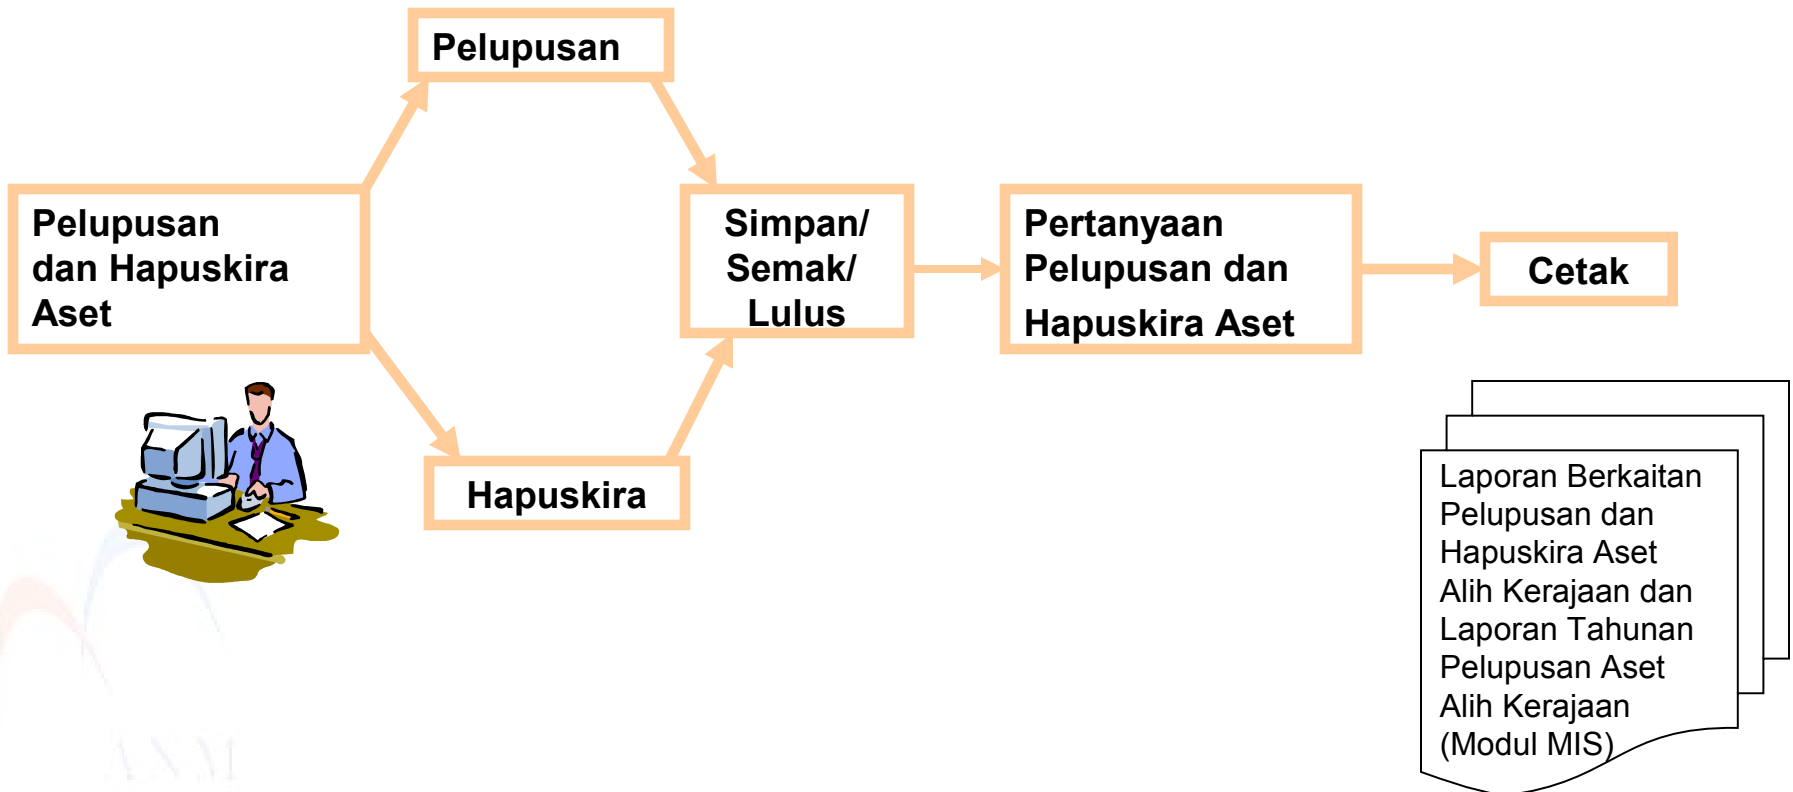 Pelupusan
Pelupusan
dan Hapuskira
Aset
Simpan/
Semak/
Lulus
Pertanyaan
Pelupusan dan
Hapuskira Aset
Cetak
Hapuskira
Laporan Berkaitan
Pelupusan dan
Hapuskira Aset
Alih Kerajaan dan
Laporan Tahunan
Pelupusan Aset
Alih Kerajaan
(Modul MIS)